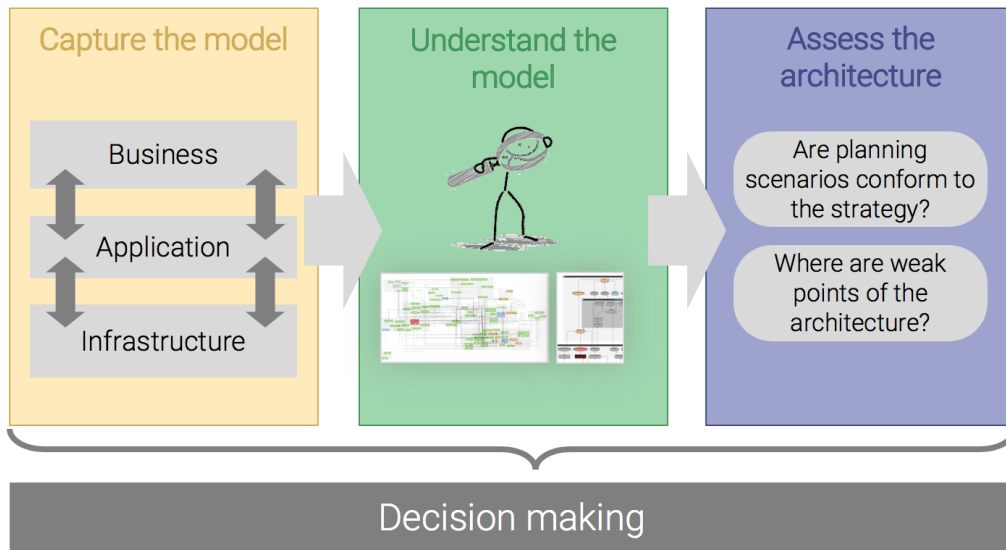 Capture the model
Business
Application
Infrastructure
Understand the
model
Assess the
architecture
Are planning
scenarios conform to
the strategy?
Where are weak
points of the
architecture?
Decision making